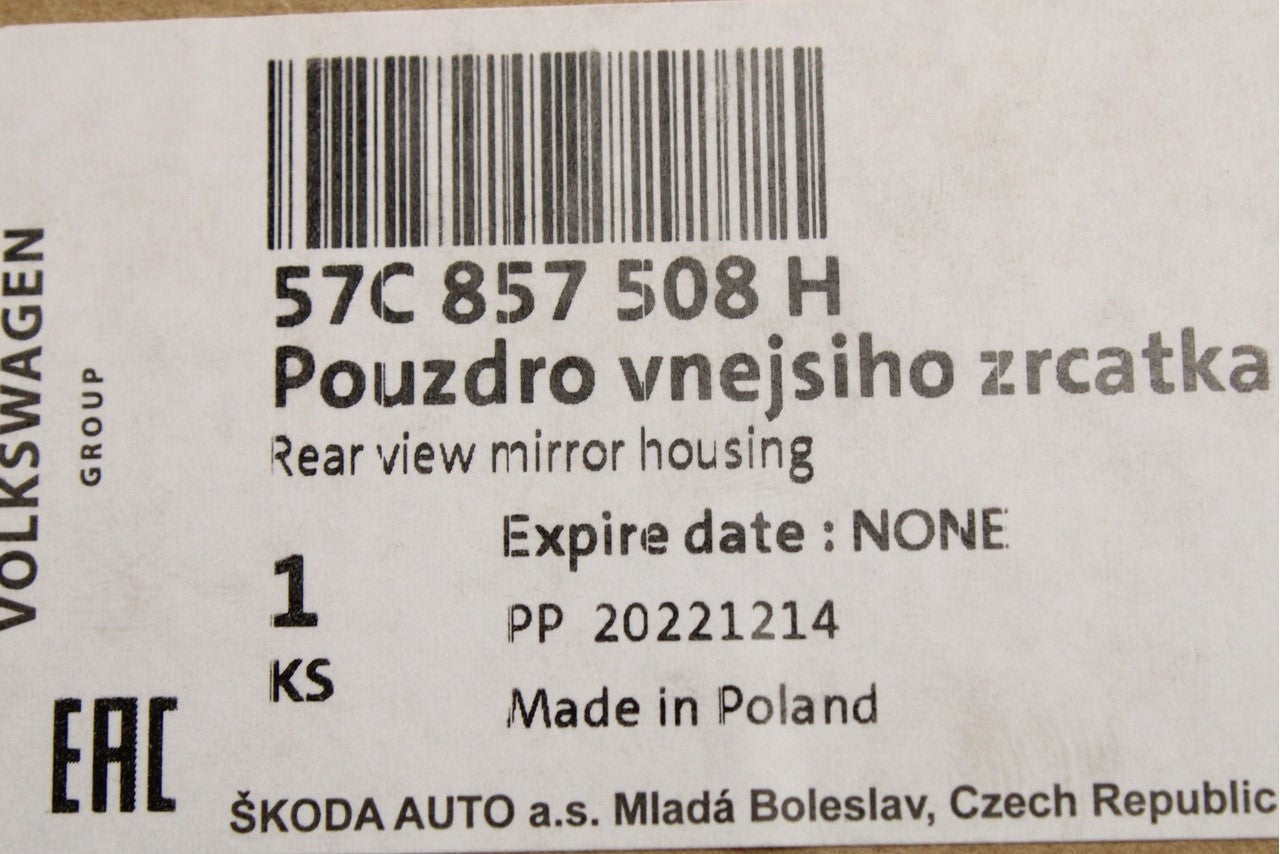 VOLKSWAGEN
GROUP
57C 857 508 H
Pouzdro vnejsiho zrcatka
Rear view mirror housing
Expire date : NONE
1
PP 20221214
KS
Made in Poland
EAC
ŠKODA AUTO a.s. Mladá Boleslav, Czech Republic